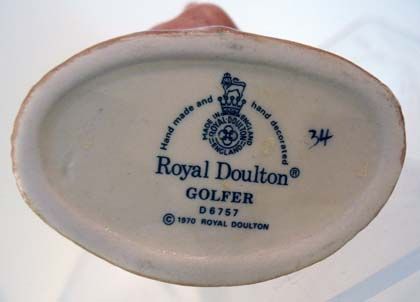 Hand made and hand decorated
MADE IN ENGLAND
ROYAL DOULTON
ENGLAND
34
Royal Doulton®
GOLFER
D 6757
© 1970 ROYAL DOULTON